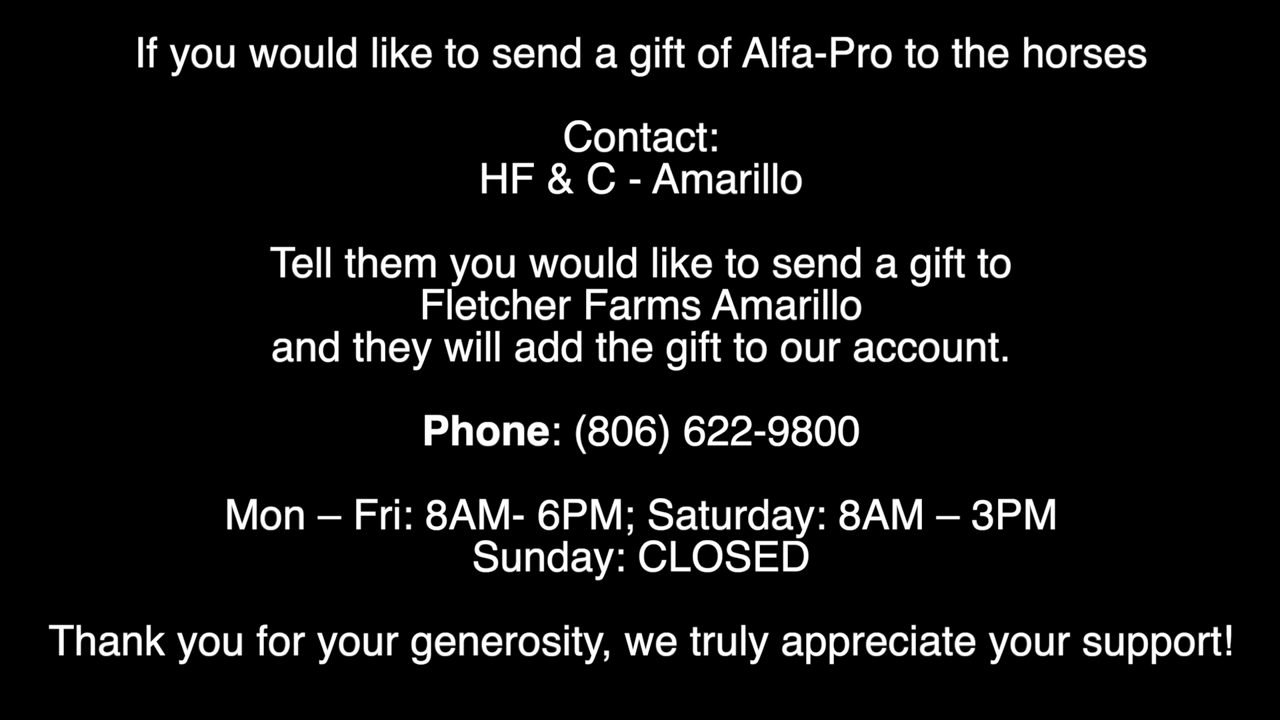 If you would like to send a gift of Alfa-Pro to the horses
Contact:
HF & C - Amarillo
Tell them you would like to send a gift to
Fletcher Farms Amarillo
and they will add the gift to our account.
Phone: (806) 622-9800
Mon – Fri: 8AM- 6PM; Saturday: 8AM – 3PM
Sunday: CLOSED
Thank you for your generosity, we truly appreciate your support!